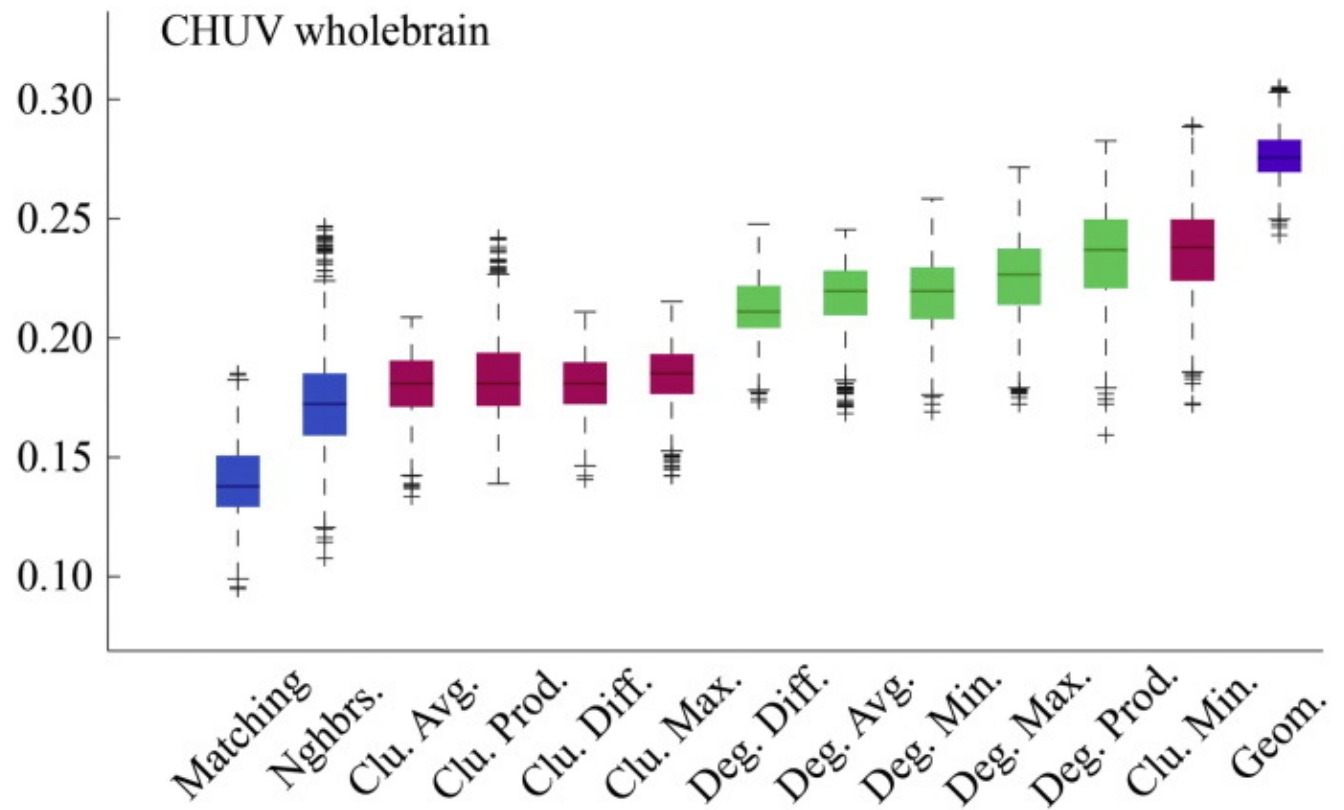 CHUV wholebrain
0.30
0.25
0.20
0.15
0.10
Matching
Nghbrs.
Clu. Avg.
Clu. Prod.
Clu. Diff.
Clu. Max.
Deg. Diff.
Deg. Avg.
Deg. Min.
Deg. Max.
Deg. Prod.
Clu. Min.
Geom.